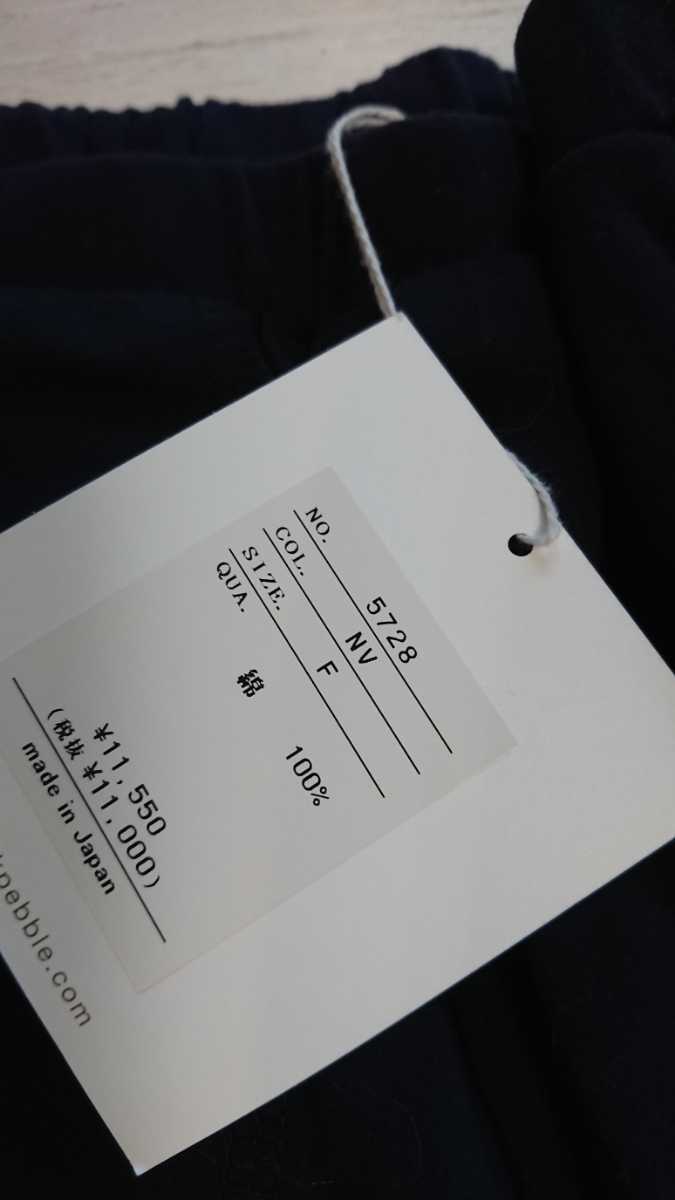 NO. 5728
COL. NV
SIZE. F
QUA.
綿 100%
¥11,550
(税抜 ¥11,000)
made in Japan
pebble.com